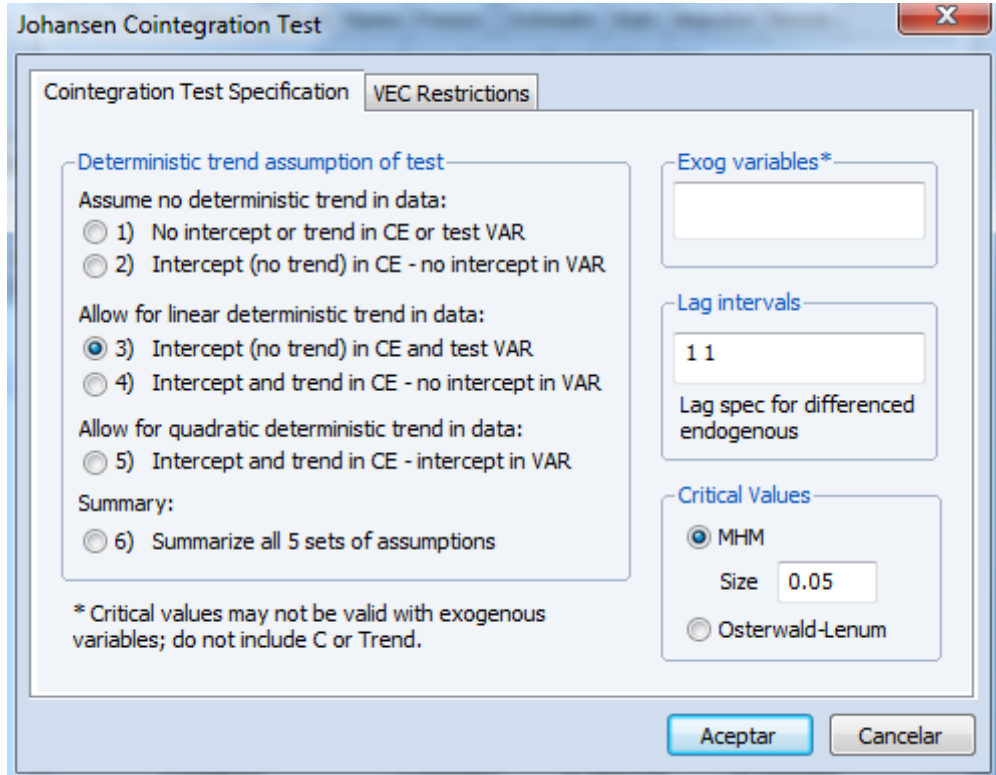 Johansen Cointegration Test
Cointegration Test Specification
VEC Restrictions
Deterministic trend assumption of test
Assume no deterministic trend in data:
1) No intercept or trend in CE or test VAR
2) Intercept (no trend) in CE - no intercept in VAR
Allow for linear deterministic trend in data:
3) Intercept (no trend) in CE and test VAR
4) Intercept and trend in CE - no intercept in VAR
Allow for quadratic deterministic trend in data:
5) Intercept and trend in CE - intercept in VAR
Summary:
6) Summarize all 5 sets of assumptions
* Critical values may not be valid with exogenous
variables; do not include C or Trend.
Exog variables*
Lag intervals
1 1
Lag spec for differenced
endogenous
Critical Values
MHM
Size 0.05
Osterwald-Lenum
Aceptar
Cancelar